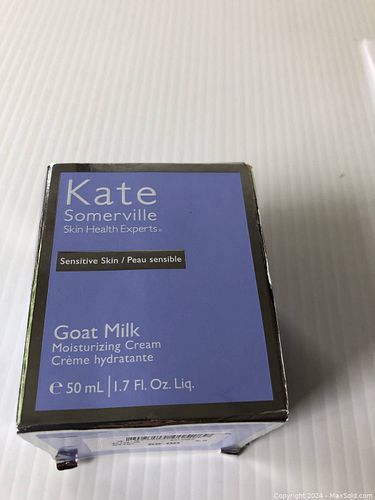 Kate
Somerville
Skin Health Experts®
Sensitive Skin / Peau sensible
Goat Milk
Moisturizing Cream
Crème hydratante
℮ 50 mL | 1.7 Fl. Oz. Liq.
Copyright 2024 - MaxSold.com